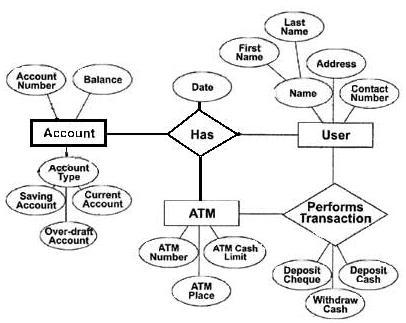 Last
Name
First
Name
Address
Account
Number
Balance
Date
Name
Contact
Number
Account
Has
User
Account
Type
Saving
Account
Current
Account
Over-draft
Account
ATM
Performs
Transaction
ATM
Number
ATM Cash
Limit
ATM
Place
Deposit
Cheque
Deposit
Cash
Withdraw
Cash